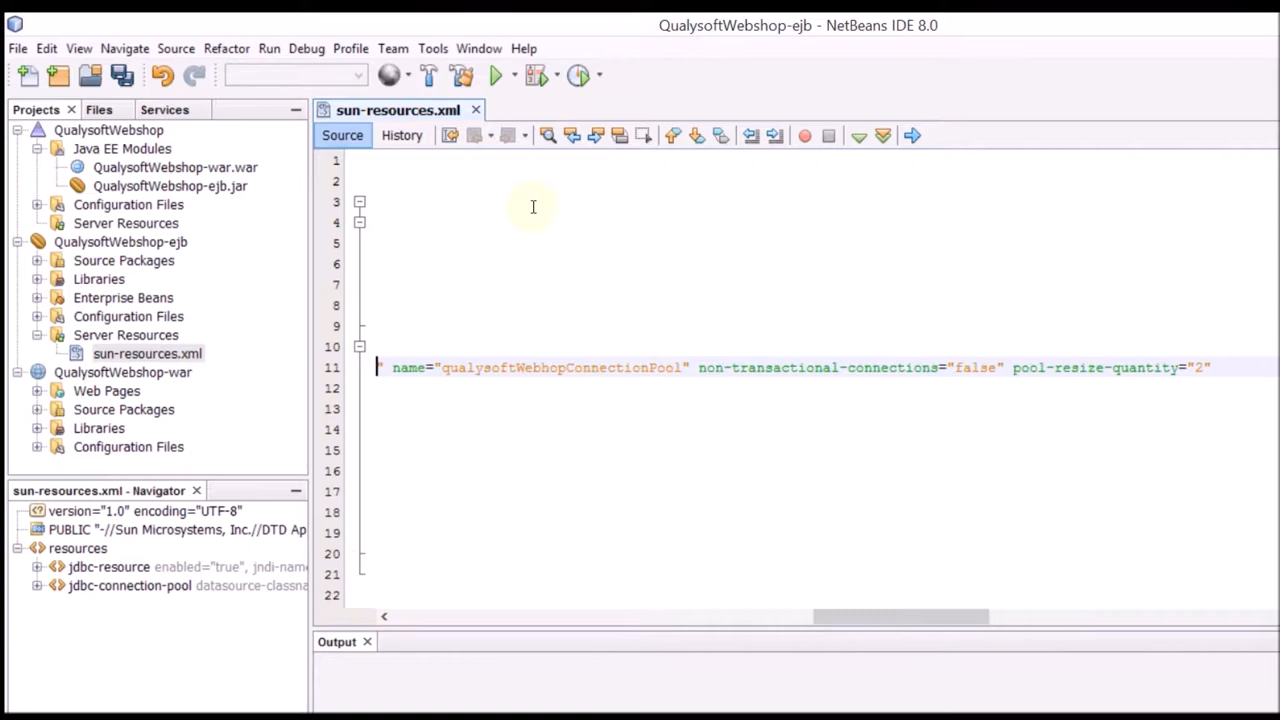 QualysoftWebshop-ejb - NetBeans IDE 8.0
File Edit View Navigate Source Refactor Run Debug Profile Team Tools Window Help
Projects Files Services
QualysoftWebshop
Java EE Modules
QualysoftWebshop-war.war
QualysoftWebshop-ejb.jar
Configuration Files
Server Resources
QualysoftWebshop-ejb
Source Packages
Libraries
Enterprise Beans
Configuration Files
Server Resources
sun-resources.xml
QualysoftWebshop-war
Web Pages
Source Packages
Libraries
Configuration Files
sun-resources.xml - Navigator
version="1.0" encoding="UTF-8"
PUBLIC "-//Sun Microsystems, Inc.//DTD Ap
resources
jdbc-resource enabled="true", jndi-name
jdbc-connection-pool datasource-classna
sun-resources.xml
Source History
1
2
3
4
5
6
7
8
9
10
11 " name="qualysoftWebhopConnectionPool" non-transactional-connections="false" pool-resize-quantity="2"
12
13
14
15
16
17
18
19
20
21
22
Output